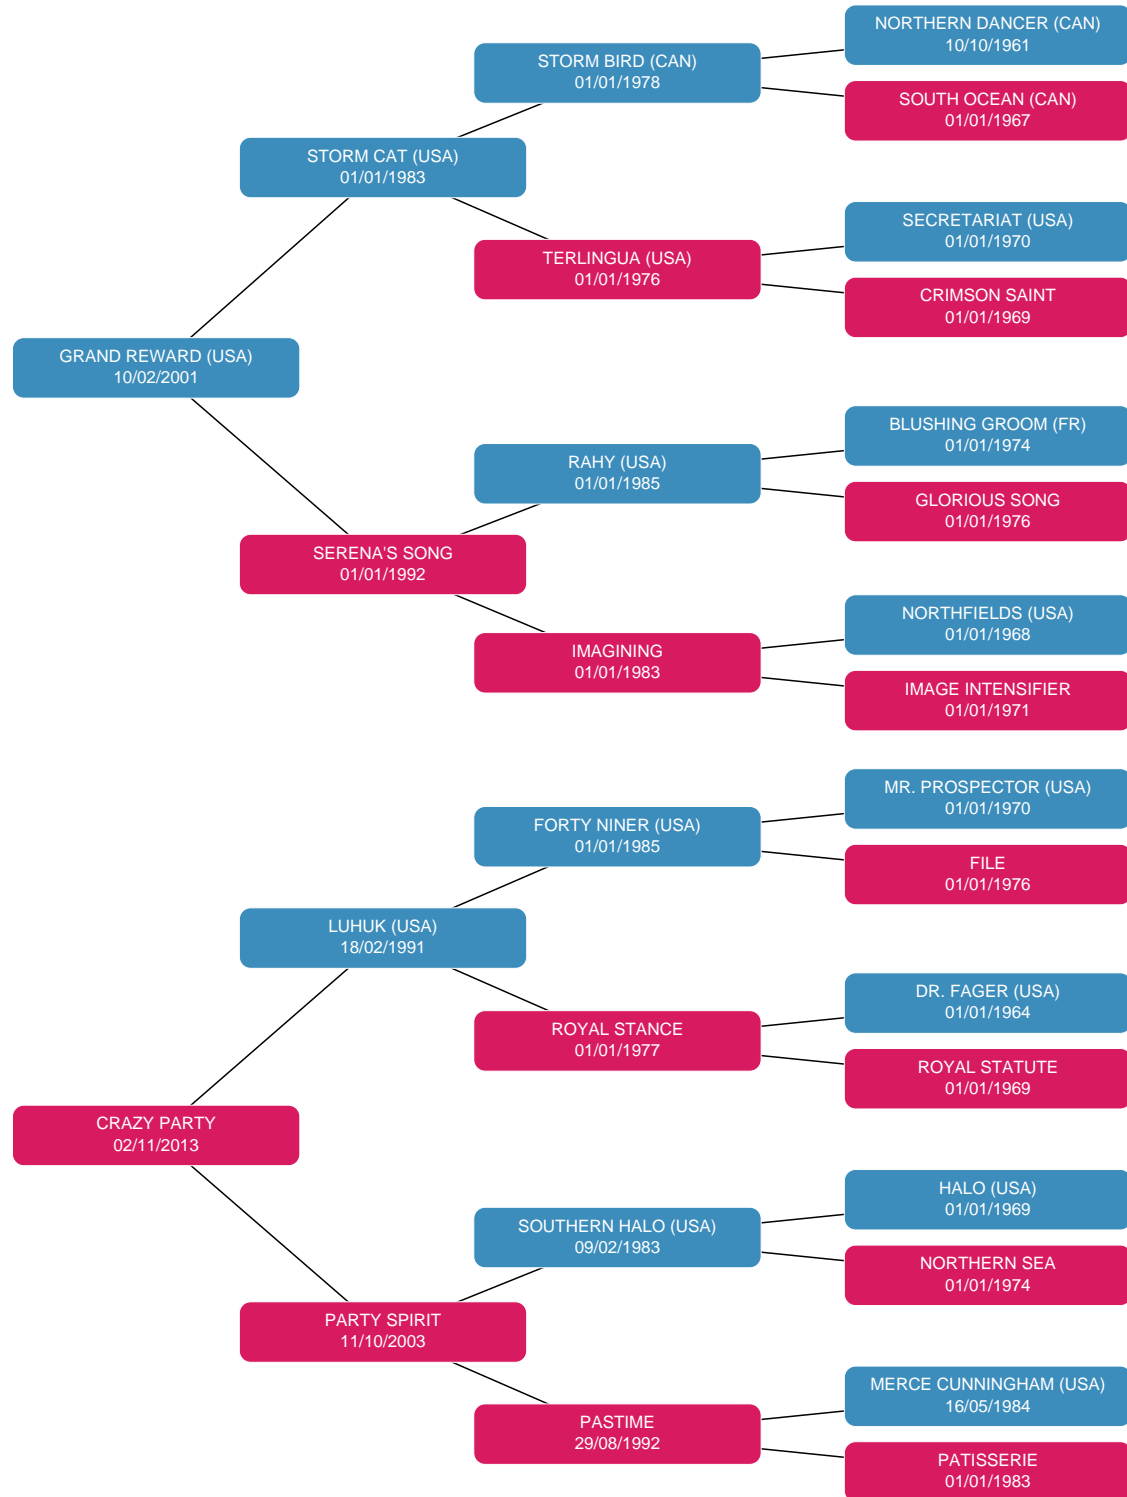 NORTHERN DANCER (CAN)
10/10/1961
STORM BIRD (CAN)
01/01/1978
SOUTH OCEAN (CAN)
01/01/1967
STORM CAT (USA)
01/01/1983
SECRETARIAT (USA)
01/01/1970
TERLINGUA (USA)
01/01/1976
CRIMSON SAINT
01/01/1969
GRAND REWARD (USA)
10/02/2001
BLUSHING GROOM (FR)
01/01/1974
RAHY (USA)
01/01/1985
GLORIOUS SONG
01/01/1976
SERENA'S SONG
01/01/1992
NORTHFIELDS (USA)
01/01/1968
IMAGINING
01/01/1983
IMAGE INTENSIFIER
01/01/1971
MR. PROSPECTOR (USA)
01/01/1970
FORTY NINER (USA)
01/01/1985
FILE
01/01/1976
LUHUK (USA)
18/02/1991
DR. FAGER (USA)
01/01/1964
ROYAL STANCE
01/01/1977
ROYAL STATUTE
01/01/1969
CRAZY PARTY
02/11/2013
HALO (USA)
01/01/1969
SOUTHERN HALO (USA)
09/02/1983
NORTHERN SEA
01/01/1974
PARTY SPIRIT
11/10/2003
MERCE CUNNINGHAM (USA)
16/05/1984
PASTIME
29/08/1992
PATISSERIE
01/01/1983